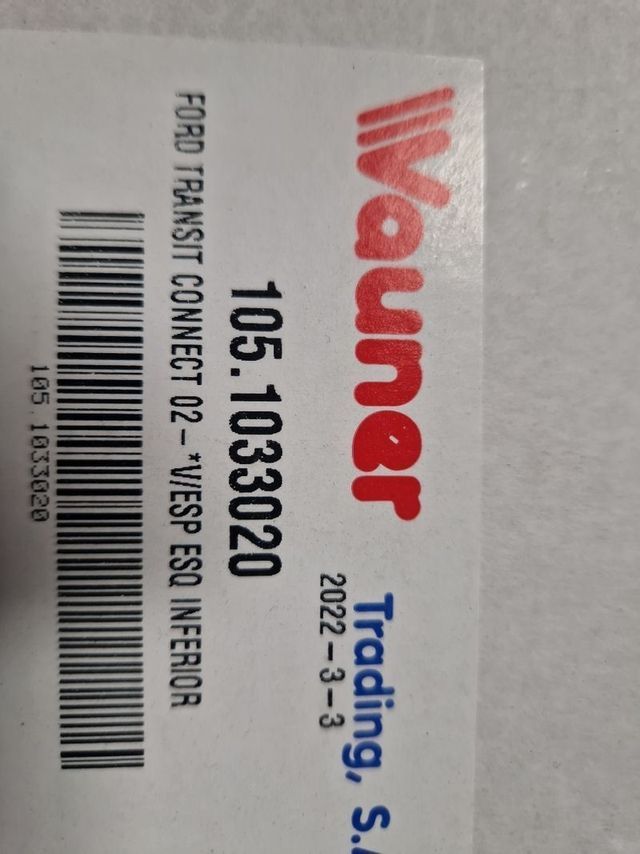 Vauner
Trading, S.
2022-3-3
105.1033020
FORD TRANSIT CONNECT 02-*V/ESP ESQ INFERIOR
105.1033020